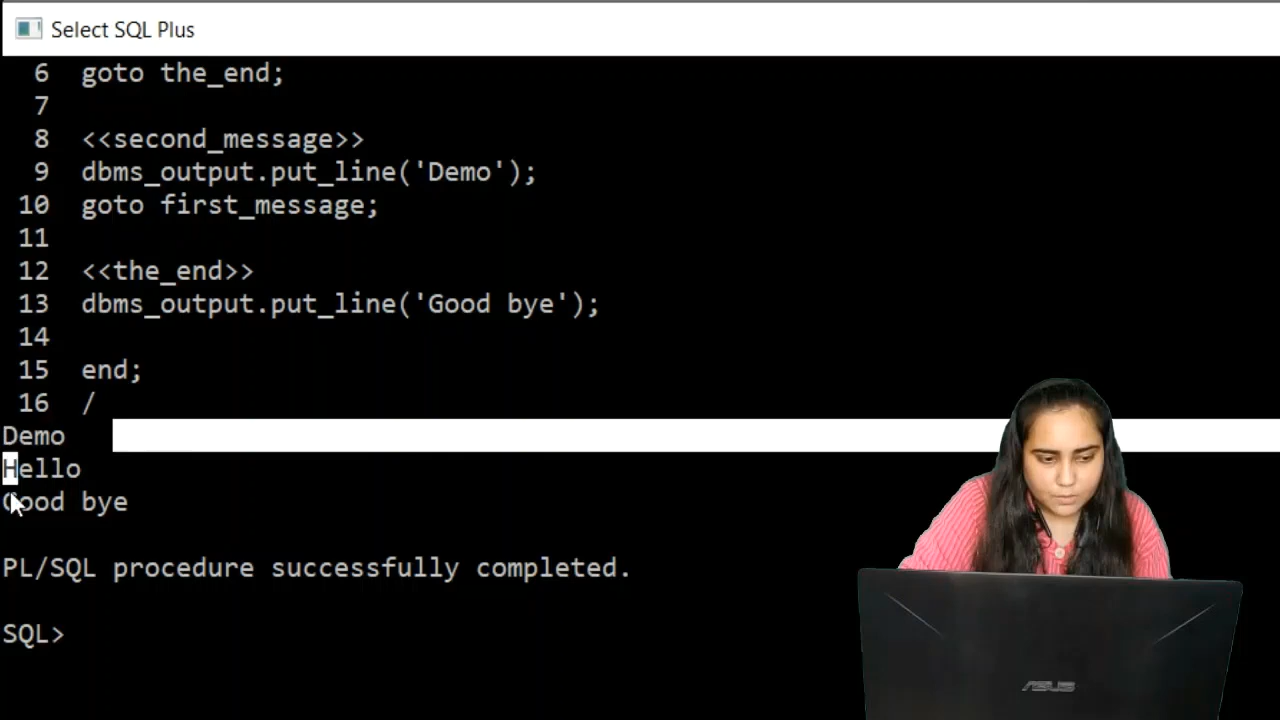 Select SQL Plus
6 goto the_end;
7
8 <<second_message>>
9 dbms_output.put_line('Demo');
10 goto first_message;
11
12 <<the_end>>
13 dbms_output.put_line('Good bye');
14
15 end;
16 /
Demo
Hello
Good bye
PL/SQL procedure successfully completed.
SQL>
ASUS